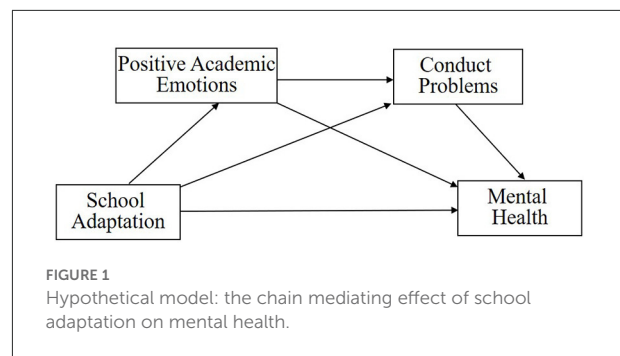 Positive Academic
Emotions
Conduct
Problems
School
Adaptation
Mental
Health
FIGURE 1
Hypothetical model: the chain mediating effect of school
adaptation on mental health.